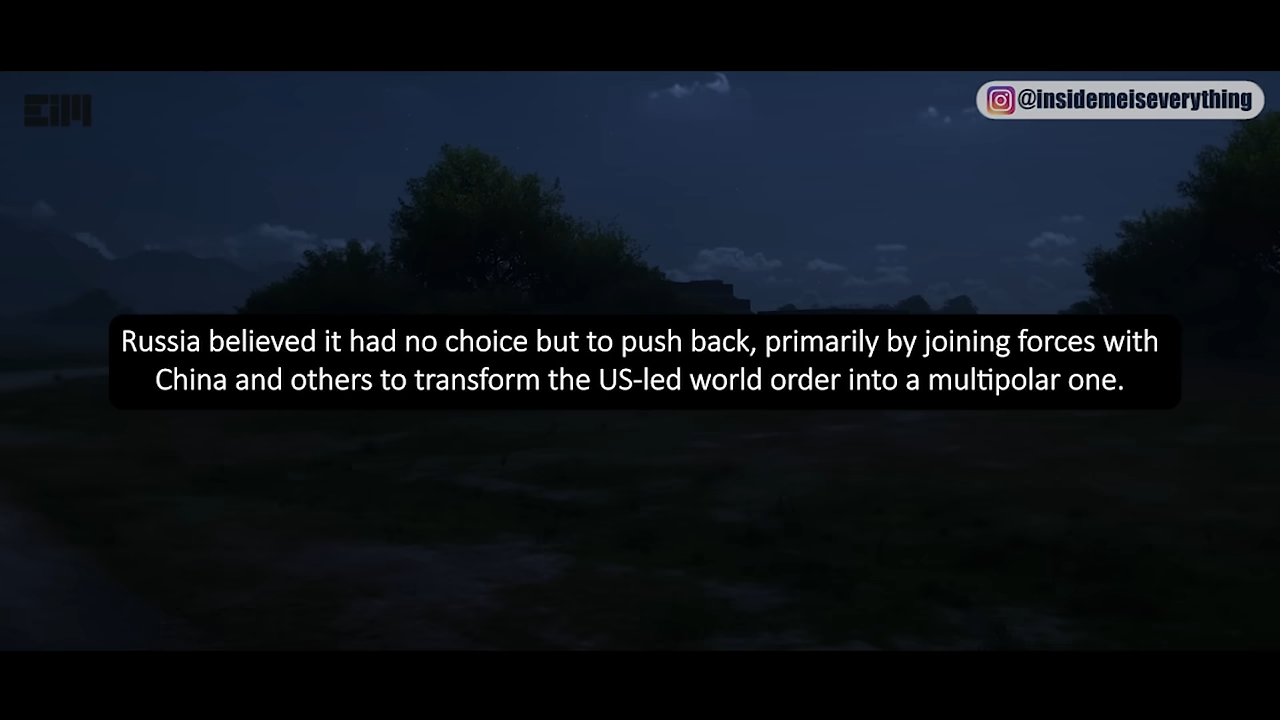 EiM
@insidemeiseverything
Russia believed it had no choice but to push back, primarily by joining forces with
China and others to transform the US-led world order into a multipolar one.